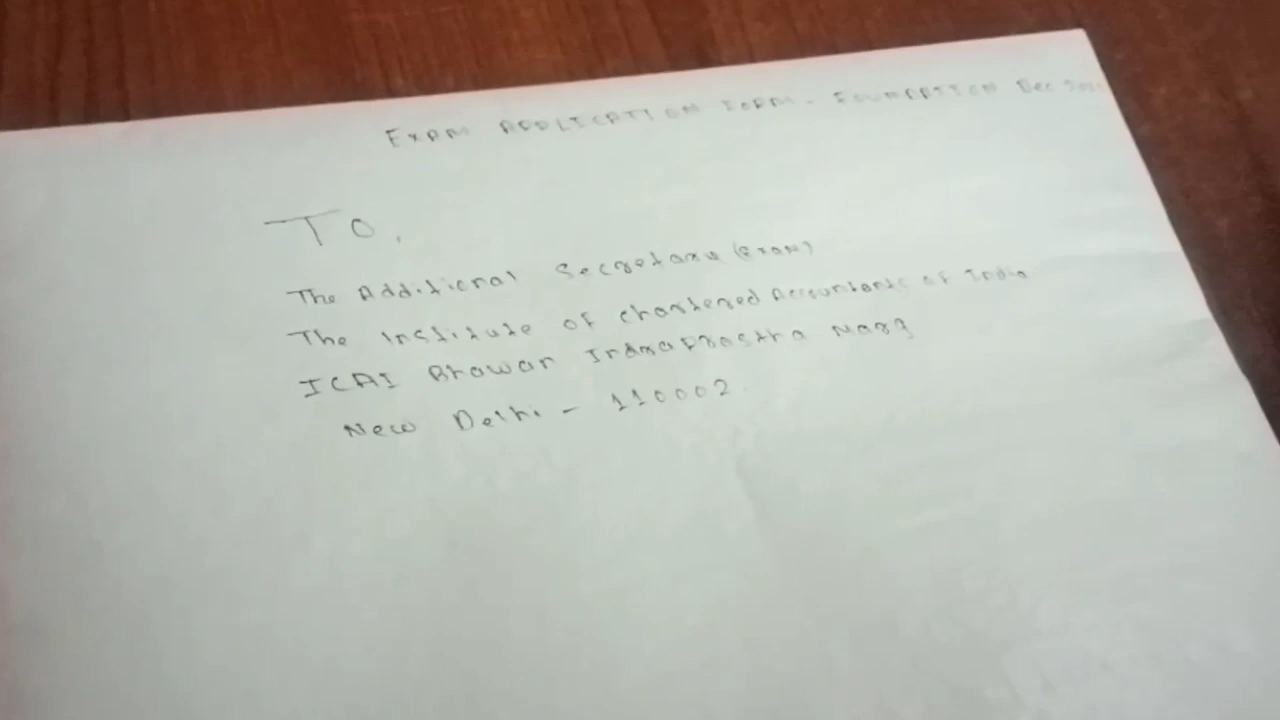 EXAM APPLICATION FORM - FOUNDATION Dec
TO,
The Additional Secretary (Exam)
The Institute of Chartered Accountants of India
ICAI Bhawan Indraprastha Marg
New Delhi - 110002